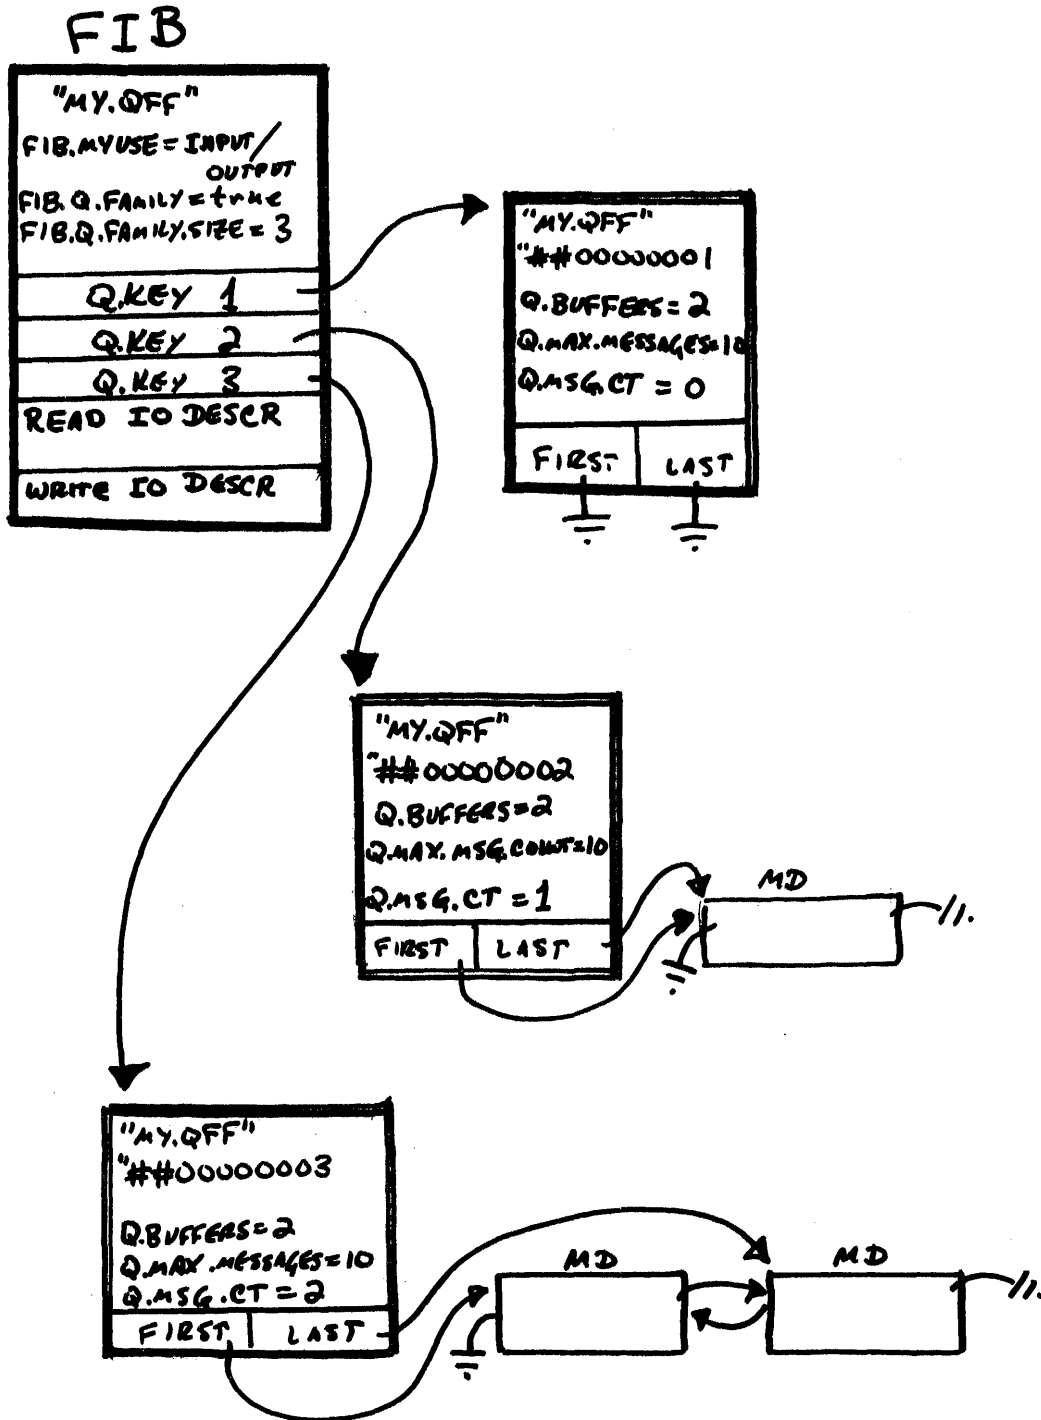 FIB
"MY.QFF"
FIB.MYUSE = INPUT/
OUTPUT
FIB.Q.FAMILY = true
FIB.Q.FAMILY.SIZE = 3
Q.KEY 1
Q.KEY 2
Q.KEY 3
READ IO DESCR
WRITE IO DESCR
"MY.QFF"
"##00000001
Q.BUFFERS = 2
Q.MAX.MESSAGES=10
Q.MSG.CT = 0
FIRST LAST
"MY.QFF"
"##00000002
Q.BUFFERS = 2
Q.MAX.MSG.COUNT=10
Q.MSG.CT = 1
FIRST LAST
MD
"MY.QFF"
"##00000003
Q.BUFFERS = 2
Q.MAX.MESSAGES=10
Q.MSG.CT = 2
FIRST LAST
MD
MD